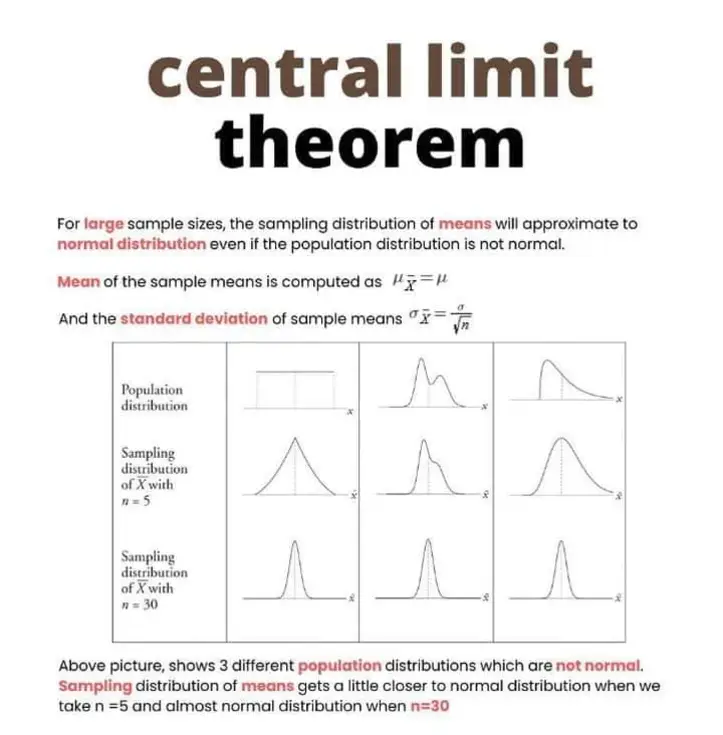 central limit
theorem
For large sample sizes, the sampling distribution of means will approximate to
normal distribution even if the population distribution is not normal.
Mean of the sample means is computed as μX̄=μ
And the standard deviation of sample means σX̄=σ/√n
Population
distribution
x
x
x
Sampling
distribution
of X̄ with
n = 5
x̄
x̄
x̄
Sampling
distribution
of X̄ with
n = 30
x̄
x̄
x̄
Above picture, shows 3 different population distributions which are not normal.
Sampling distribution of means gets a little closer to normal distribution when we
take n =5 and almost normal distribution when n=30